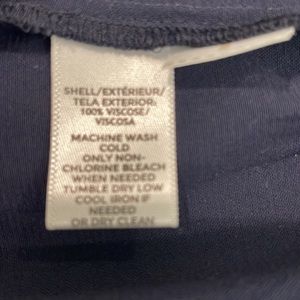 SHELL/EXTÉRIEUR/
TELA EXTERIOR:
100% VISCOSE/
VISCOSA
MACHINE WASH
COLD
ONLY NON-
CHLORINE BLEACH
WHEN NEEDED
TUMBLE DRY LOW
COOL IRON IF
NEEDED
OR DRY CLEAN